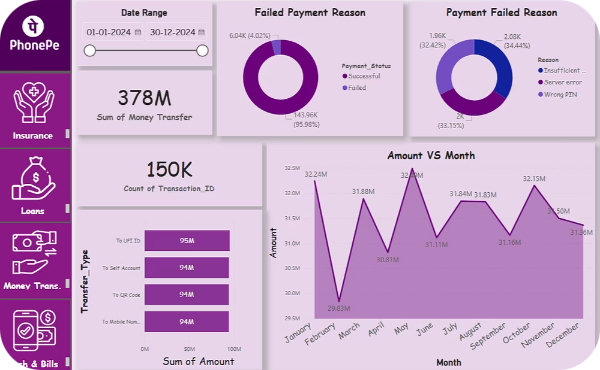 PhonePe
Insurance
Loans
Money Trans.
h & Bills
Date Range
01-01-2024 30-12-2024
378M
Sum of Money Transfer
Failed Payment Reason
6.04K (4.02%)
143.96K
(95.98%)
Payment_Status
Successful
Failed
Payment Failed Reason
1.96K
(32.42%)
2.08K
(34.44%)
2K
(33.15%)
Reason
Insufficient ...
Server error
Wrong PIN
150K
Count of Transaction_ID
Transfer_Type
To UPI ID 95M
To Self Account 94M
To QR Code 94M
To Mobile Num... 94M
0M 50M 100M
Sum of Amount
Amount VS Month
Amount
32.5M
32.0M
31.5M
31.0M
30.5M
30.0M
29.5M
32.24M
29.83M
31.88M
30.81M
31.11M
31.84M
31.83M
31.16M
32.15M
31.36M
January
February
March
April
May
June
July
August
September
October
November
December
Month